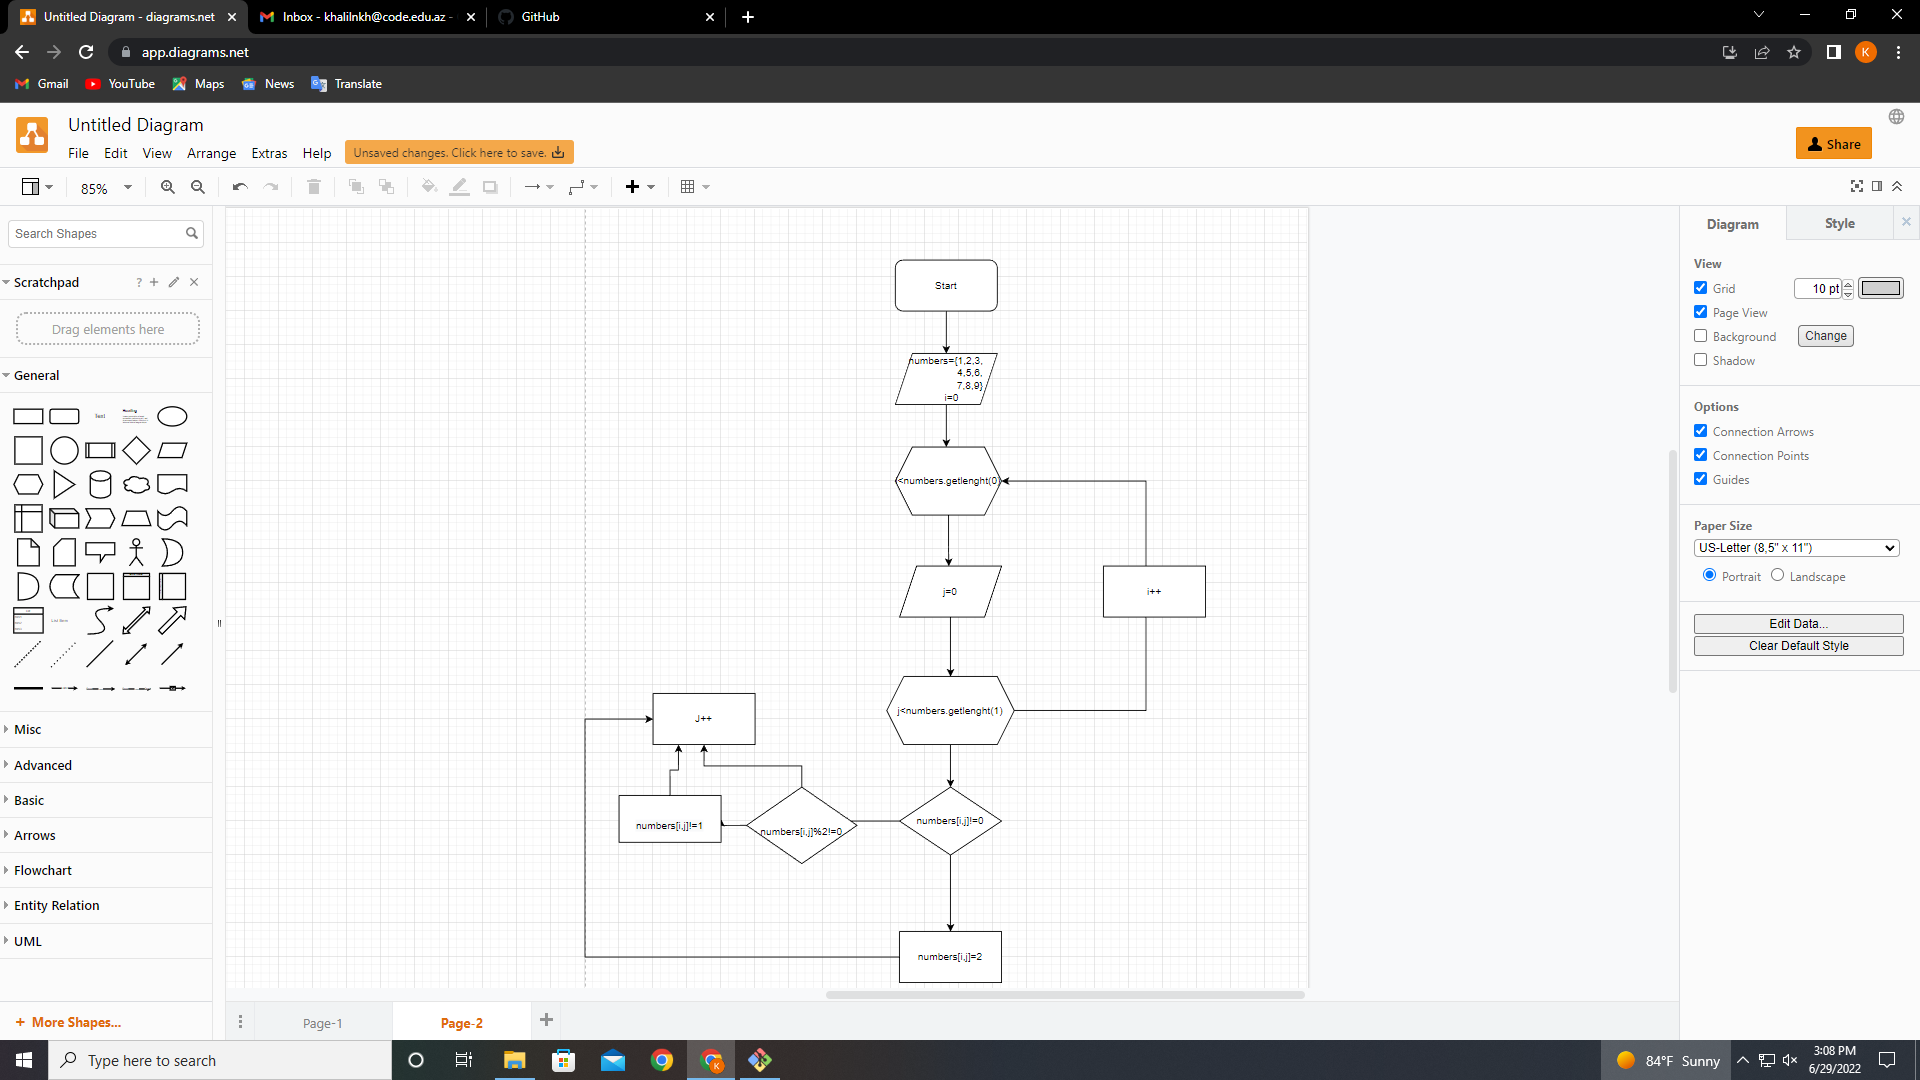 Untitled Diagram - diagrams.net
Inbox - khalilnkh@code.edu.az -
GitHub
app.diagrams.net
K
Gmail
YouTube
Maps
News
Translate
Untitled Diagram
File
Edit
View
Arrange
Extras
Help
Unsaved changes. Click here to save.
Share
85%
Search Shapes
Scratchpad
?
Drag elements here
General
Text
Heading
Misc
Advanced
Basic
Arrows
Flowchart
Entity Relation
UML
+ More Shapes...
Start
numbers={1,2,3,
4,5,6,
7,8,9}
i=0
<numbers.getlenght(0)
j=0
i++
j<numbers.getlenght(1)
J++
numbers[i,j]!=1
numbers[i,j]%2!=0
numbers[i,j]!=0
numbers[i,j]=2
Page-1
Page-2
Diagram
Style
View
Grid
10 pt
Page View
Background
Change
Shadow
Options
Connection Arrows
Connection Points
Guides
Paper Size
US-Letter (8,5" x 11")
Portrait
Landscape
Edit Data...
Clear Default Style
Type here to search
K
84°F Sunny
3:08 PM
6/29/2022